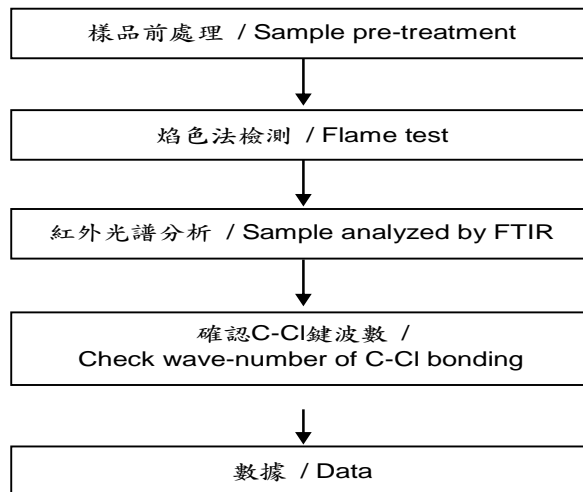 樣品前處理 / Sample pre-treatment
焰色法檢測 / Flame test
紅外光譜分析 / Sample analyzed by FTIR
確認C-Cl鍵波數 /
Check wave-number of C-Cl bonding
數據 / Data